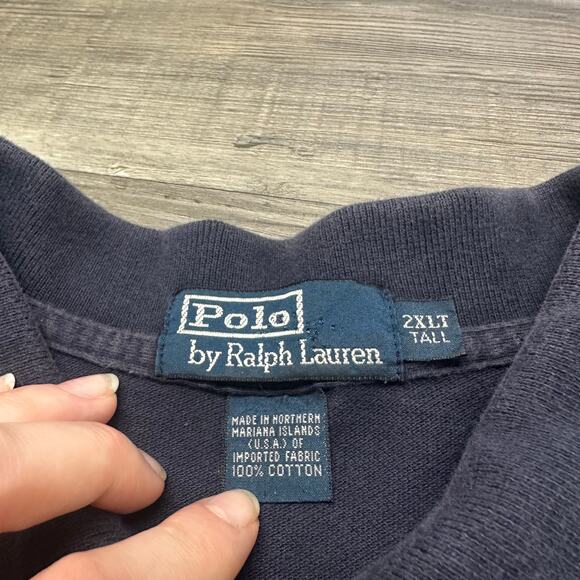 Polo
by Ralph Lauren
2XLT
TALL
MADE IN NORTHERN
MARIANA ISLANDS
(U.S.A.) OF
IMPORTED FABRIC
100% COTTON